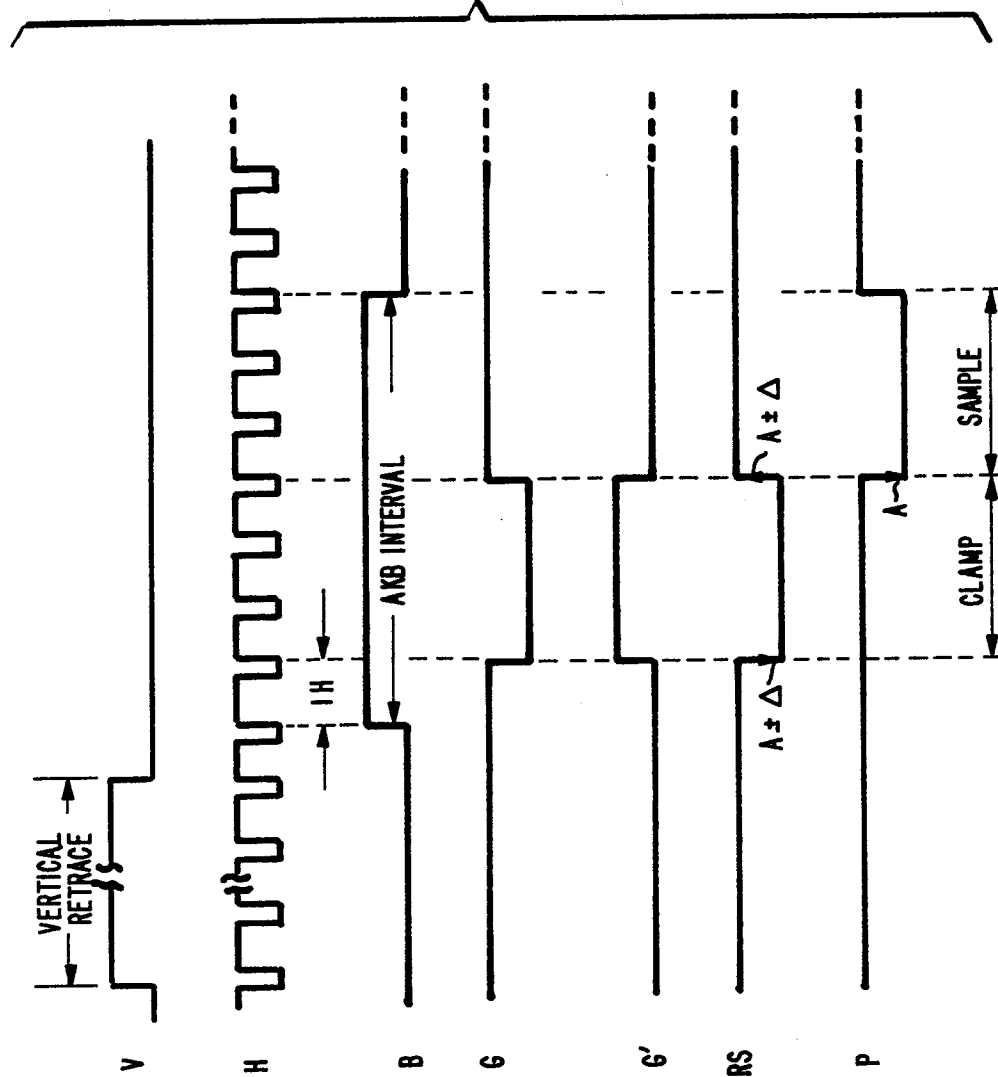 V
VERTICAL
RETRACE
H
1H
B
AKB INTERVAL
G
G'
RS
A ± Δ
A ± Δ
P
A
CLAMP
SAMPLE